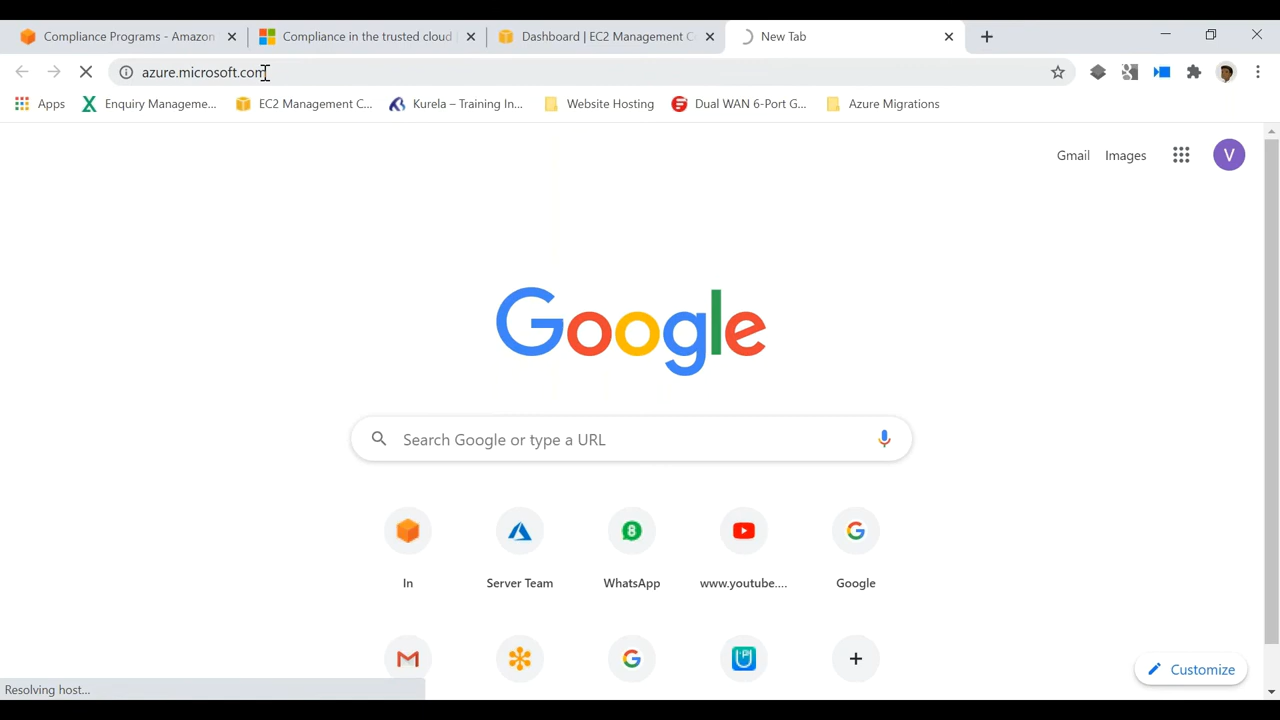 Compliance Programs - Amazon
Compliance in the trusted cloud
Dashboard | EC2 Management C
New Tab
azure.microsoft.com
Apps
Enquiry Manageme...
EC2 Management C...
Kurela – Training In...
Website Hosting
Dual WAN 6-Port G...
Azure Migrations
Gmail
Images
V
Google
Search Google or type a URL
8
In
Server Team
WhatsApp
www.youtube....
Google
Customize
Resolving host...